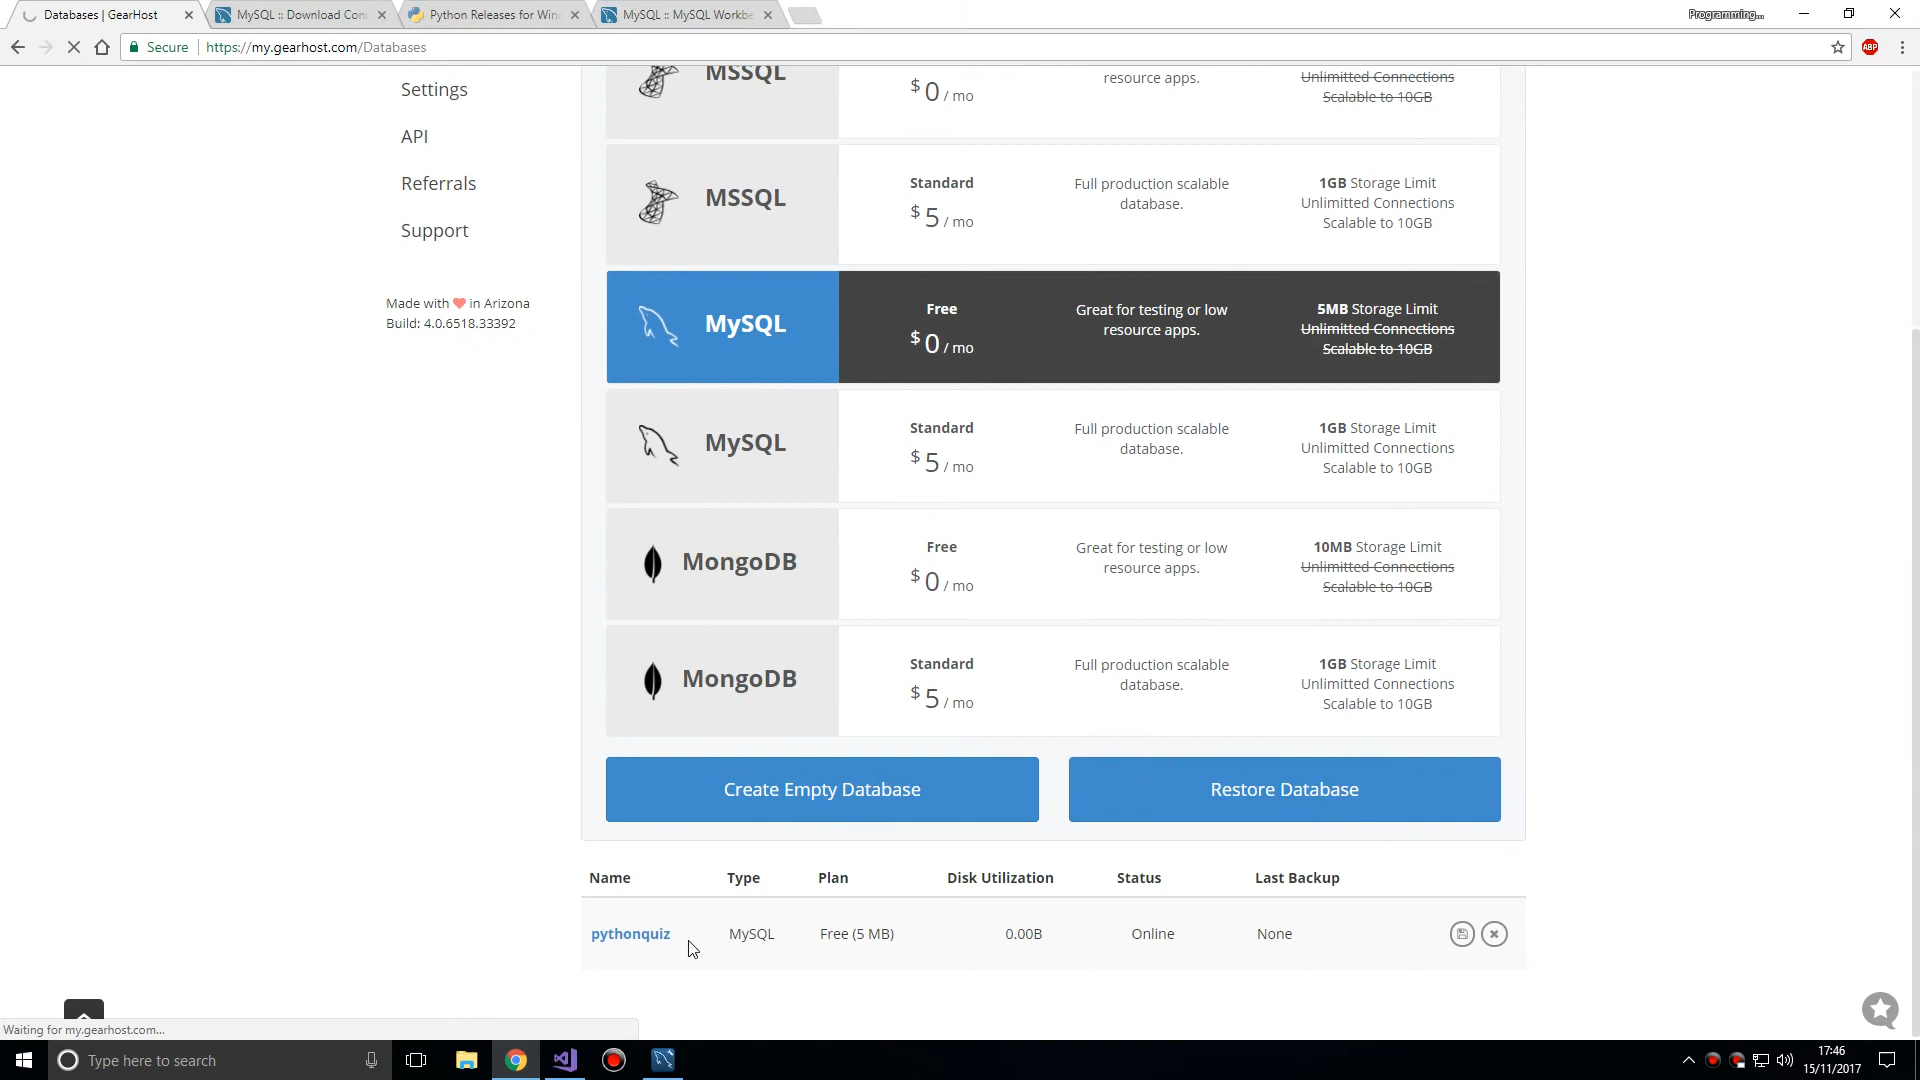 Databases | GearHost
MySQL :: Download Con
Python Releases for Win
MySQL :: MySQL Workbe
Programming...
Secure
https://my.gearhost.com/Databases
ABP
Settings
API
Referrals
Support
Made with in Arizona
Build: 4.0.6518.33392
MSSQL
$ 0 / mo
resource apps.
Unlimitted Connections
Scalable to 10GB
MSSQL
Standard
$ 5 / mo
Full production scalable
database.
1GB Storage Limit
Unlimitted Connections
Scalable to 10GB
MySQL
Free
$ 0 / mo
Great for testing or low
resource apps.
5MB Storage Limit
Unlimitted Connections
Scalable to 10GB
MySQL
Standard
$ 5 / mo
Full production scalable
database.
1GB Storage Limit
Unlimitted Connections
Scalable to 10GB
MongoDB
Free
$ 0 / mo
Great for testing or low
resource apps.
10MB Storage Limit
Unlimitted Connections
Scalable to 10GB
MongoDB
Standard
$ 5 / mo
Full production scalable
database.
1GB Storage Limit
Unlimitted Connections
Scalable to 10GB
Create Empty Database
Restore Database
Name Type Plan Disk Utilization Status Last Backup
pythonquiz MySQL Free (5 MB) 0.00B Online None
Waiting for my.gearhost.com...
Type here to search
17:46
15/11/2017